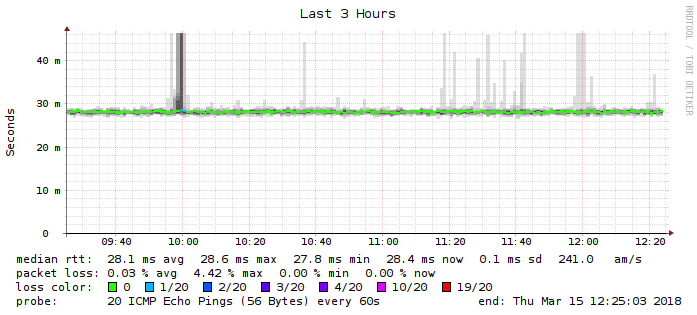 Last 3 Hours
RRDTOOL / TOBI OETIKER
Seconds
40 m
30 m
20 m
10 m
0
09:40 10:00 10:20 10:40 11:00 11:20 11:40 12:00 12:20
median rtt: 28.1 ms avg 28.6 ms max 27.8 ms min 28.4 ms now 0.1 ms sd 241.0 am/s
packet loss: 0.03 % avg 4.42 % max 0.00 % min 0.00 % now
loss color: 0 1/20 2/20 3/20 4/20 10/20 19/20
probe: 20 ICMP Echo Pings (56 Bytes) every 60s end: Thu Mar 15 12:25:03 2018